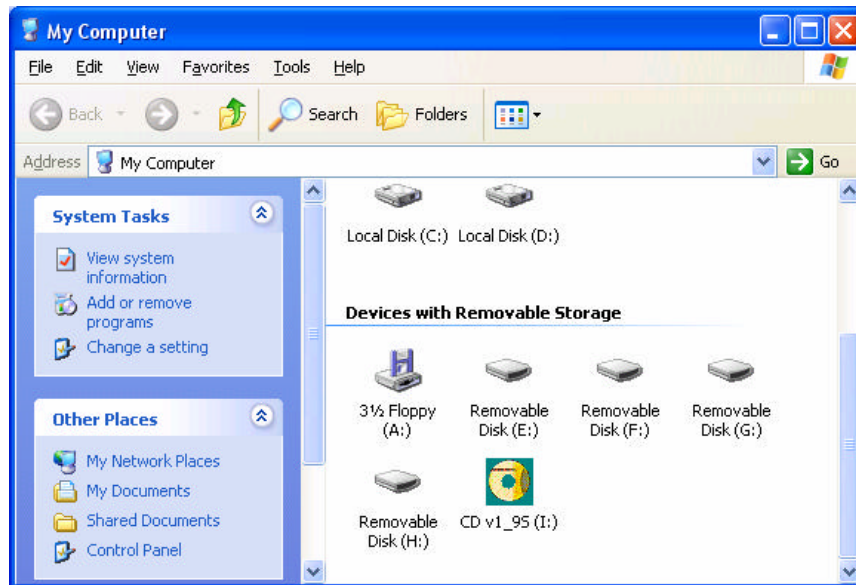 My Computer
File Edit View Favorites Tools Help
Back Search Folders
Address My Computer Go
System Tasks
View system
information
Add or remove
programs
Change a setting
Other Places
My Network Places
My Documents
Shared Documents
Control Panel
Local Disk (C:) Local Disk (D:)
Devices with Removable Storage
3½ Floppy
(A:)
Removable
Disk (E:)
Removable
Disk (F:)
Removable
Disk (G:)
Removable
Disk (H:)
CD v1_95 (I:)